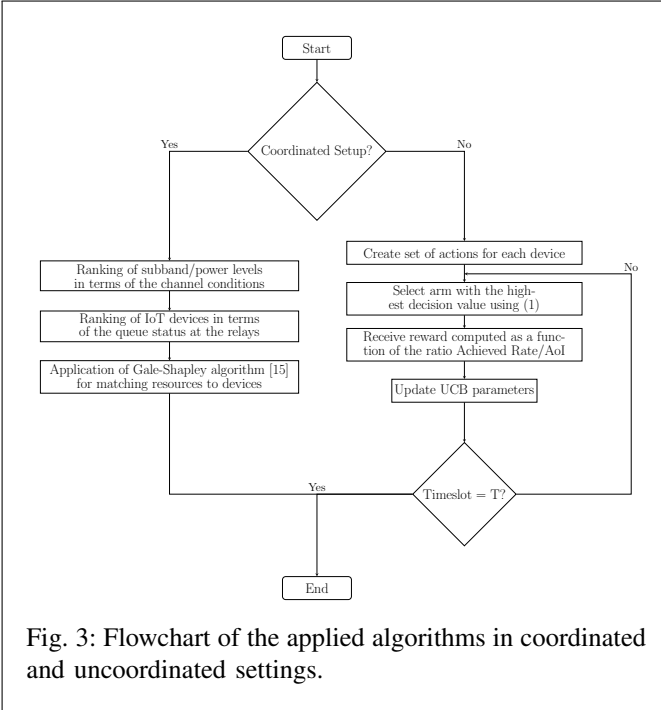 Start
Coordinated Setup?
Yes
No
Ranking of subband/power levels
in terms of the channel conditions
Ranking of IoT devices in terms
of the queue status at the relays
Application of Gale-Shapley algorithm [15]
for matching resources to devices
Create set of actions for each device
No
Select arm with the high-
est decision value using (1)
Receive reward computed as a func-
tion of the ratio Achieved Rate/AoI
Update UCB parameters
Yes
Timeslot = T?
End
Fig. 3: Flowchart of the applied algorithms in coordinated
and uncoordinated settings.